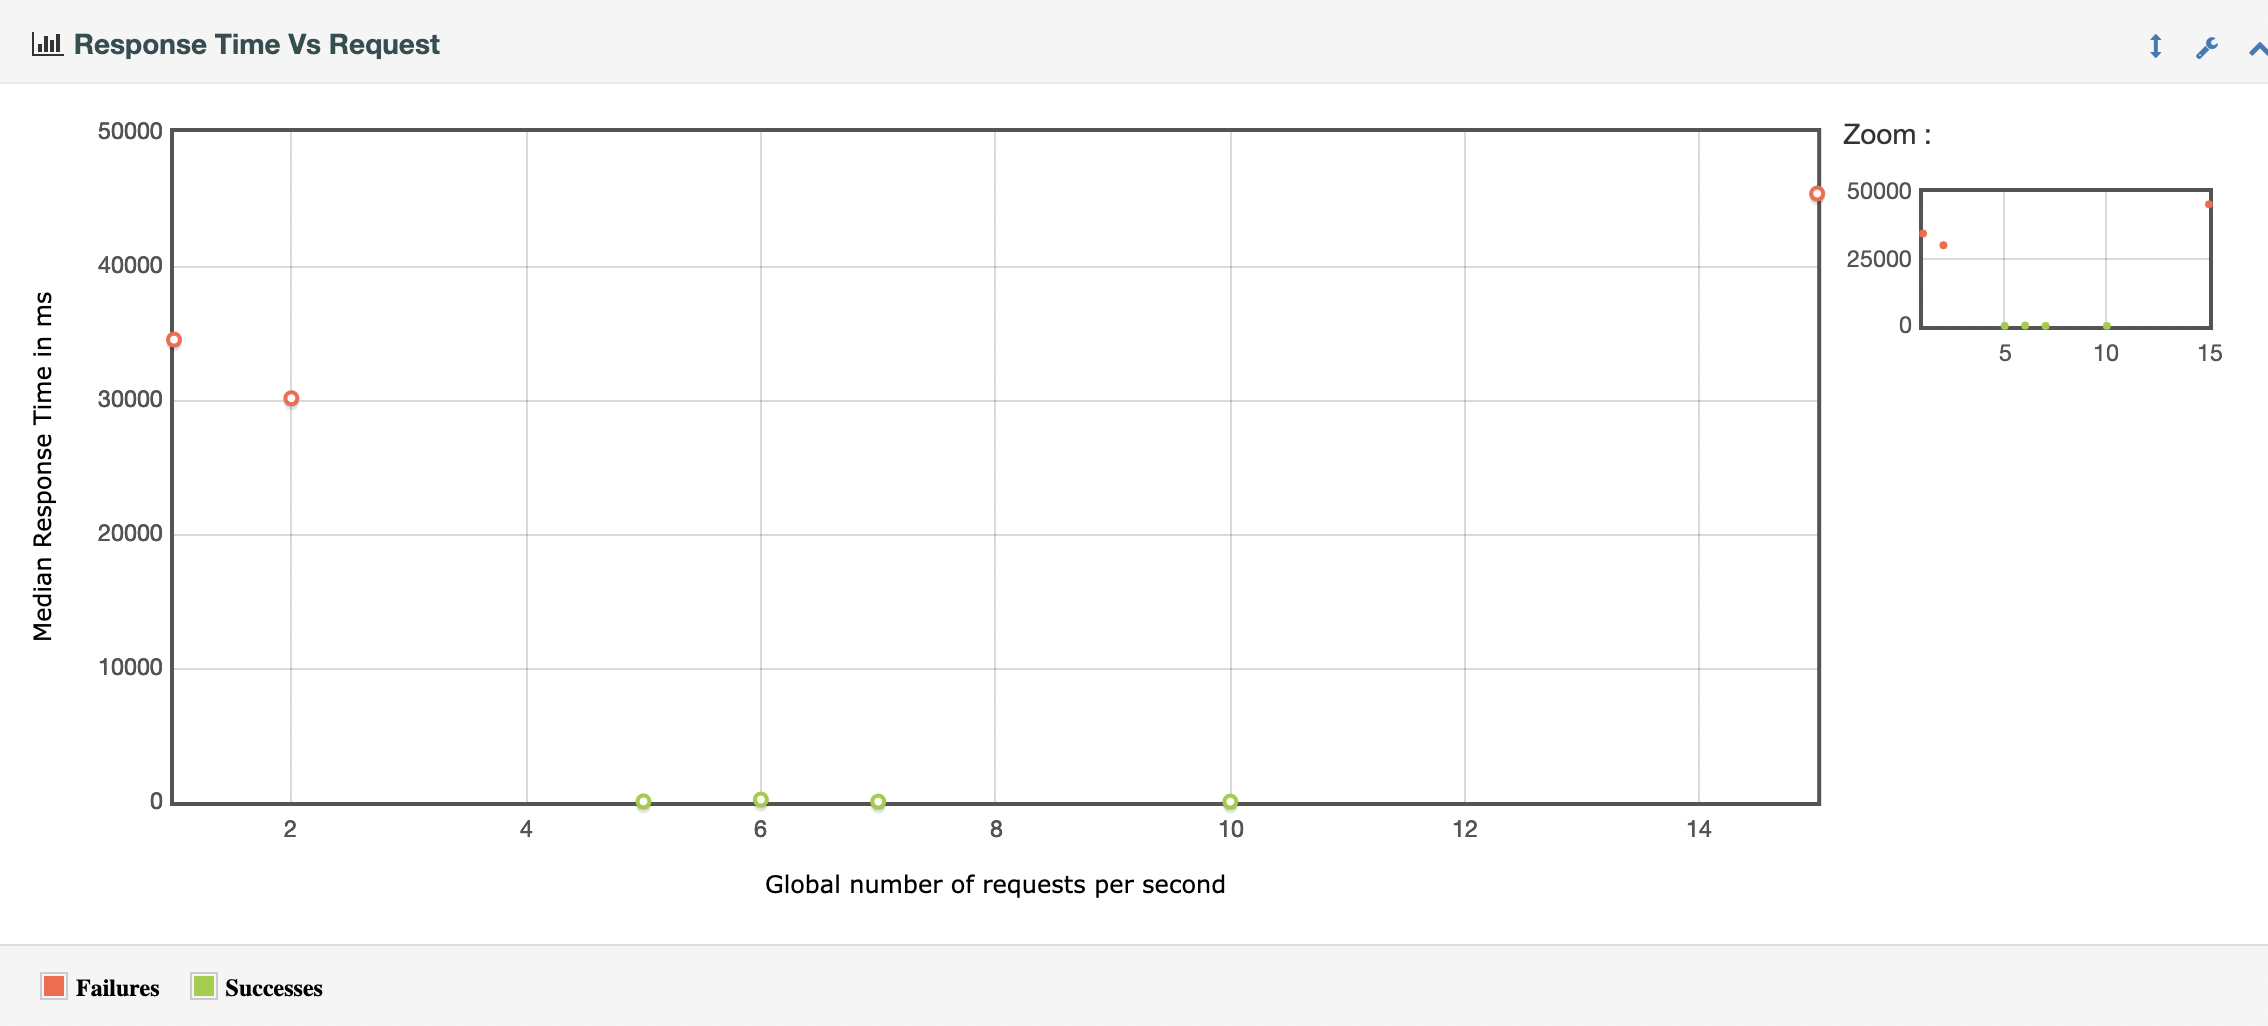 Response Time Vs Request
50000
40000
30000
20000
10000
0
2 4 6 8 10 12 14
Median Response Time in ms
Global number of requests per second
Zoom :
50000
25000
0
5 10 15
Failures Successes